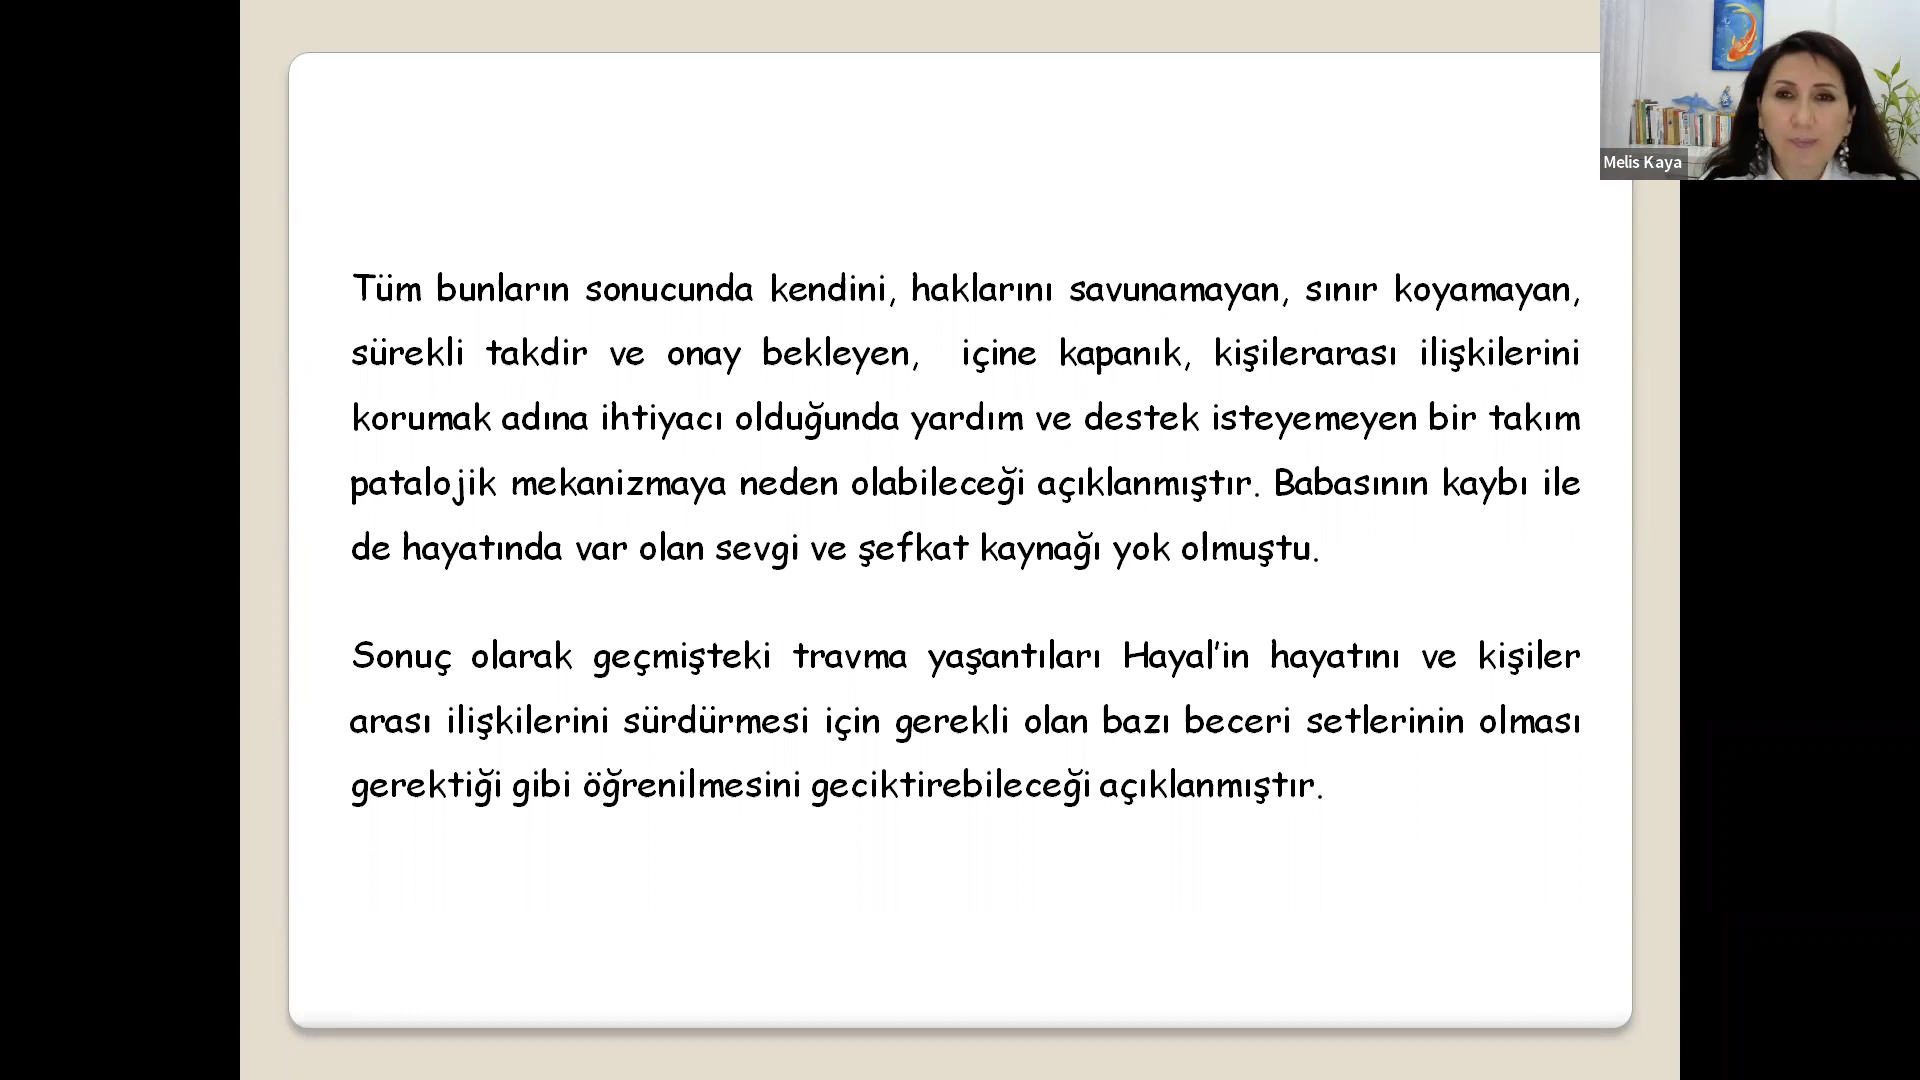 Melis Kaya
Tüm bunların sonucunda kendini, haklarını savunamayan, sınır koyamayan,
sürekli takdir ve onay bekleyen, içine kapanık, kişilerarası ilişkilerini
korumak adına ihtiyacı olduğunda yardım ve destek isteyemeyen bir takım
patalojik mekanizmaya neden olabileceği açıklanmıştır. Babasının kaybı ile
de hayatında var olan sevgi ve şefkat kaynağı yok olmuştu.
Sonuç olarak geçmişteki travma yaşantıları Hayal'in hayatını ve kişiler
arası ilişkilerini sürdürmesi için gerekli olan bazı beceri setlerinin olması
gerektiği gibi öğrenilmesini geciktirebileceği açıklanmıştır.